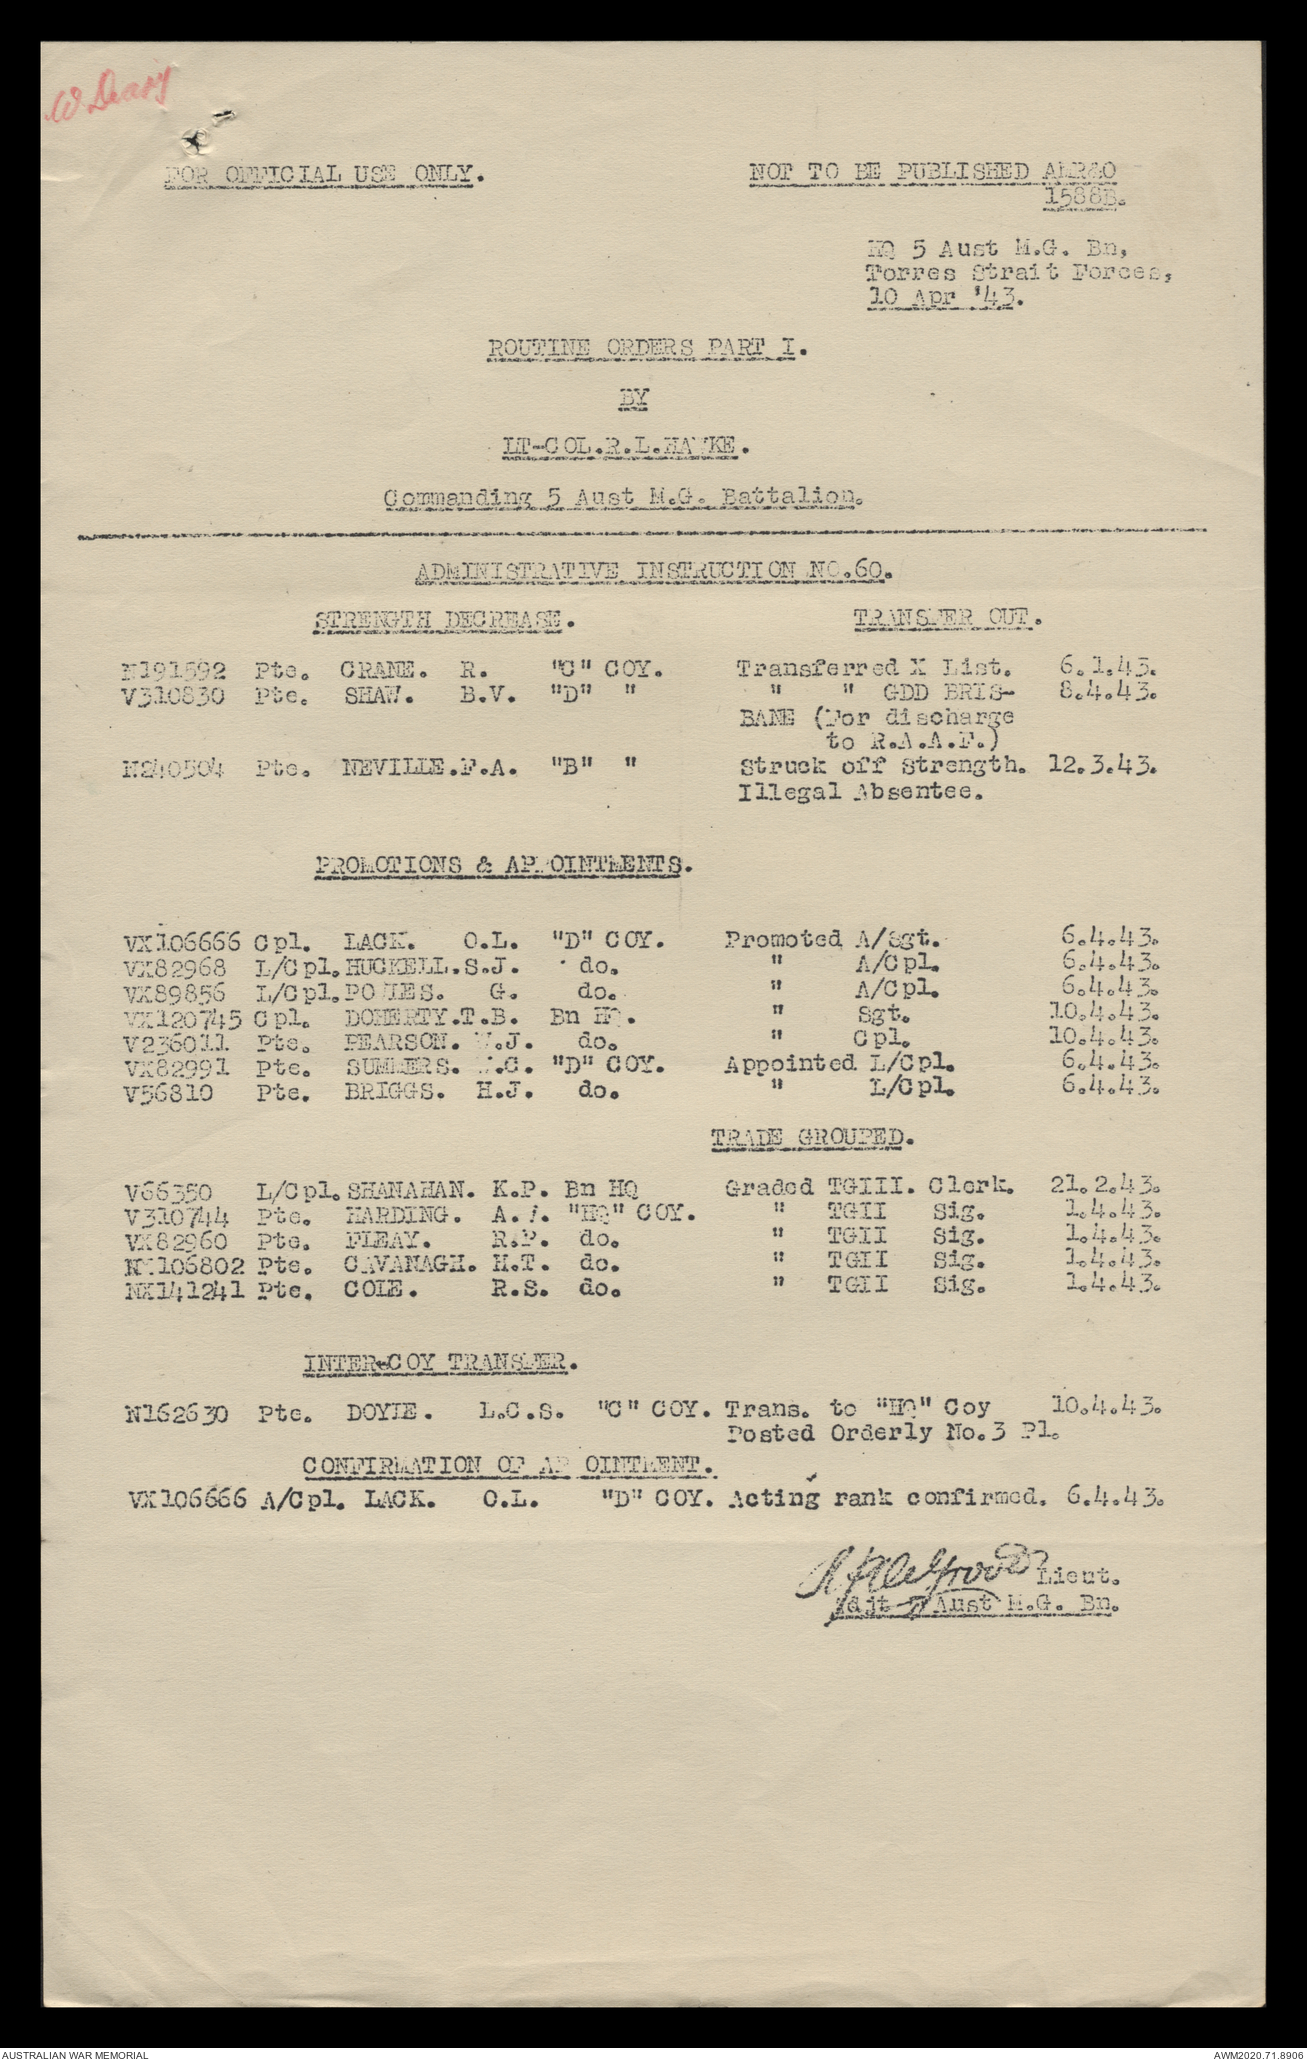 W. Diary
FOR OFFICIAL USE ONLY.
NOT TO BE PUBLISHED AMR&O
1588B.
HQ 5 Aust M.G. Bn,
Torres Strait Forces,
10 Apr '43.
ROUTINE ORDERS PART I.
BY
LT-COL.R.L.HAWKE.
Commanding 5 Aust M.G. Battalion.
ADMINISTRATIVE INSTRUCTION NO.60.
STRENGTH DECREASE. TRANSFER OUT.
N191592 Pte. CRANE. R. "C" COY. Transferred X List. 6.1.43.
V310830 Pte. SHAW. B.V. "D" " " " GDD BRIS- 8.4.43.
BANE (For discharge
to R.A.A.F.)
N240504 Pte. NEVILLE.F.A. "B" " Struck off strength. 12.3.43.
Illegal Absentee.
PROMOTIONS & APPOINTMENTS.
VX106666 Cpl. LACK. O.L. "D" COY. Promoted A/Sgt. 6.4.43.
VX82968 L/Cpl. HUCKELL.S.J. do. " A/Cpl. 6.4.43.
VX89856 L/Cpl. G. do. " A/Cpl. 6.4.43.
VX120745 Cpl. DOHERTY.T.B. Bn HQ. " Sgt. 10.4.43.
V236011 Pte. PEARSON. W.J. do. " Cpl. 10.4.43.
VX82991 Pte. SUMMERS. .C. "D" COY. Appointed L/Cpl. 6.4.43.
V56810 Pte. BRIGGS. H.J. do. " L/Cpl. 6.4.43.
TRADE GROUPED.
V66350 L/Cpl. SHANAHAN. K.P. Bn HQ Graded TGIII. Clerk. 21.2.43.
V310744 Pte. HARDING. A. . "HQ" COY. " TGII Sig. 1.4.43.
VX82960 Pte. FLEAY. R.P. do. " TGII Sig. 1.4.43.
NX106802 Pte. CAVANAGH. H.T. do. " TGII Sig. 1.4.43.
NX141241 Pte. COLE. R.S. do. " TGII Sig. 1.4.43.
INTER-COY TRANSFER.
N162630 Pte. DOYLE. L.C.S. "C" COY. Trans. to "HQ" Coy 10.4.43.
Posted Orderly No.3 Pl.
CONFIRMATION OF APPOINTMENT.
VX106666 A/Cpl. LACK. O.L. "D" COY. Acting rank confirmed. 6.4.43.
Lieut.
Adjt 5 Aust M.G. Bn.
AUSTRALIAN WAR MEMORIAL
AWM2020.71.8906